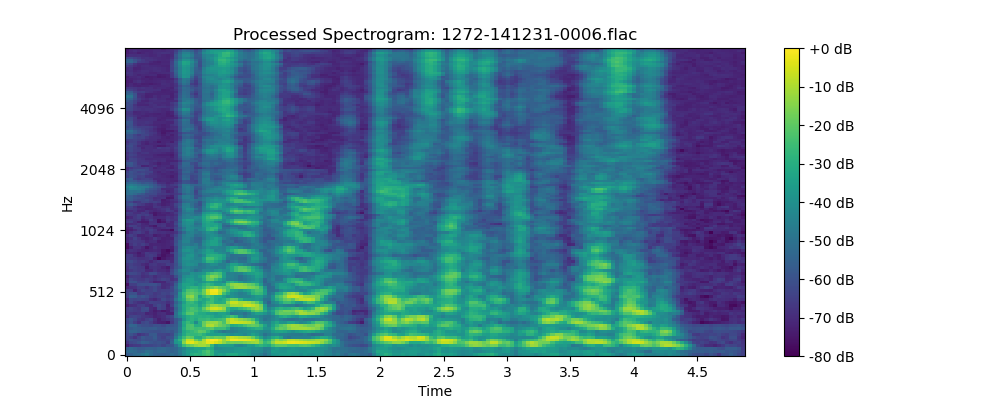 Processed Spectrogram: 1272-141231-0006.flac
Hz
4096
2048
1024
512
0
0 0.5 1 1.5 2 2.5 3 3.5 4 4.5
Time
+0 dB
-10 dB
-20 dB
-30 dB
-40 dB
-50 dB
-60 dB
-70 dB
-80 dB